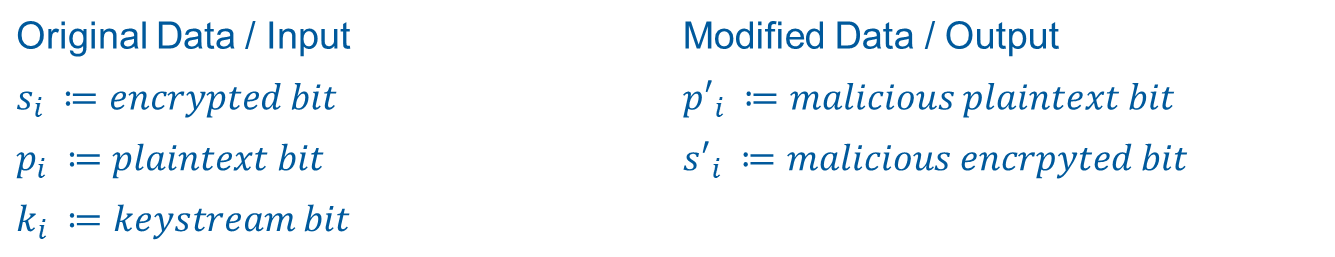 Original Data / Input
s_i := encrypted bit
p_i := plaintext bit
k_i := keystream bit
Modified Data / Output
p'_i := malicious plaintext bit
s'_i := malicious encrpyted bit